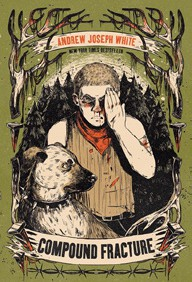 ANDREW JOSEPH WHITE
NEW YORK TIMES BESTSELLER
COMPOUND FRACTURE